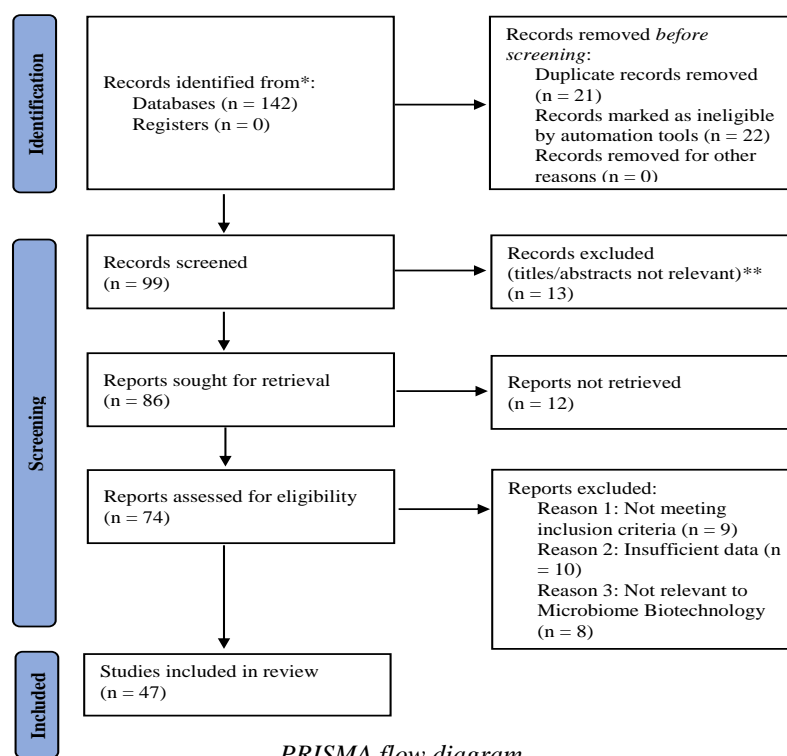 Identification
Records identified from*:
Databases (n = 142)
Registers (n = 0)
Records removed before
screening:
Duplicate records removed
(n = 21)
Records marked as ineligible
by automation tools (n = 22)
Records removed for other
reasons (n = 0)
Screening
Records screened
(n = 99)
Records excluded
(titles/abstracts not relevant)**
(n = 13)
Reports sought for retrieval
(n = 86)
Reports not retrieved
(n = 12)
Reports assessed for eligibility
(n = 74)
Reports excluded:
Reason 1: Not meeting
inclusion criteria (n = 9)
Reason 2: Insufficient data (n
= 10)
Reason 3: Not relevant to
Microbiome Biotechnology
(n = 8)
Included
Studies included in review
(n = 47)
PRISMA flow diagram